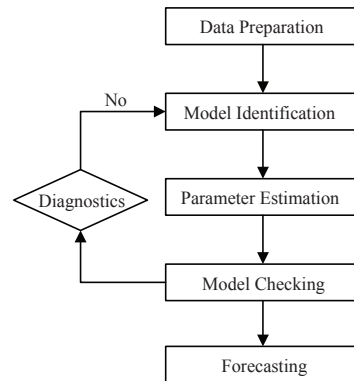 Data Preparation
No
Model Identification
Diagnostics
Parameter Estimation
Model Checking
Forecasting